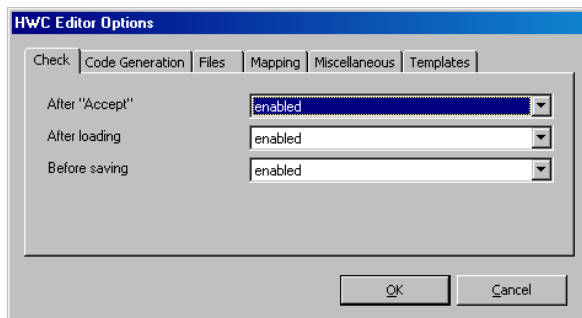 HWC Editor Options
Check Code Generation Files Mapping Miscellaneous Templates
After "Accept" enabled
After loading enabled
Before saving enabled
OK Cancel